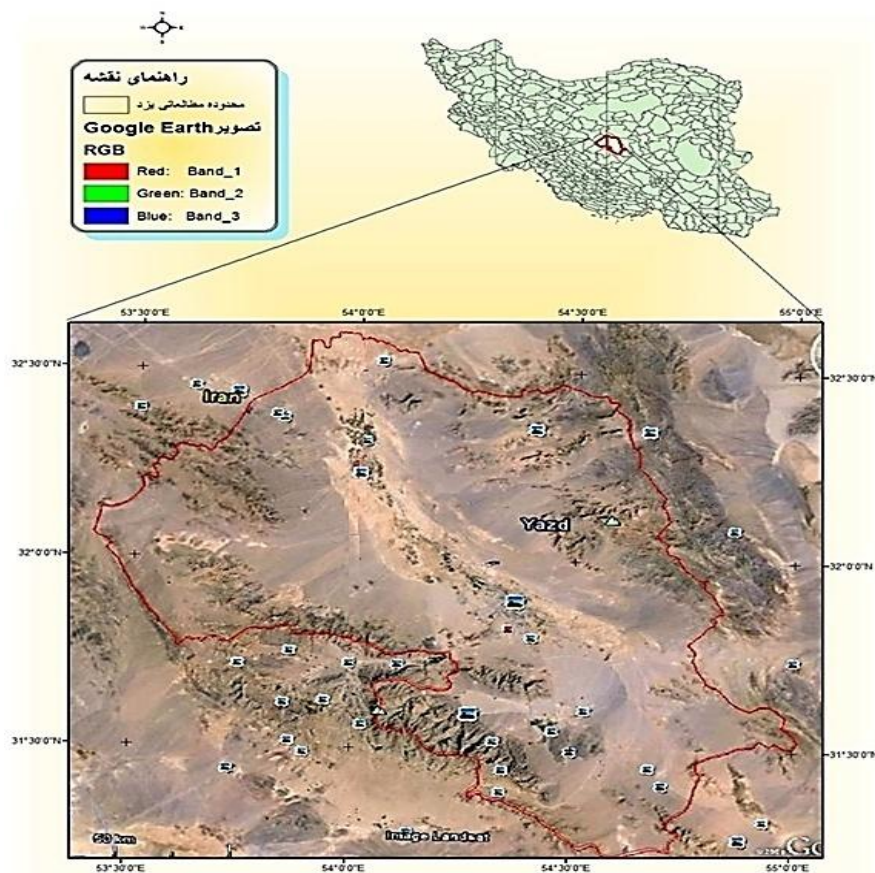 راهنمای نقشه
محدوده مطالعاتی یزد
تصویر Google Earth
RGB
Red: Band_1
Green: Band_2
Blue: Band_3
53°30'0"E 54°0'0"E 54°30'0"E 55°0'0"E
32°30'0"N 32°30'0"N
Iran
Yazd
32°0'0"N 32°0'0"N
31°30'0"N 31°30'0"N
50 km
Image Landsat
53°30'0"E 54°0'0"E 54°30'0"E 55°0'0"E